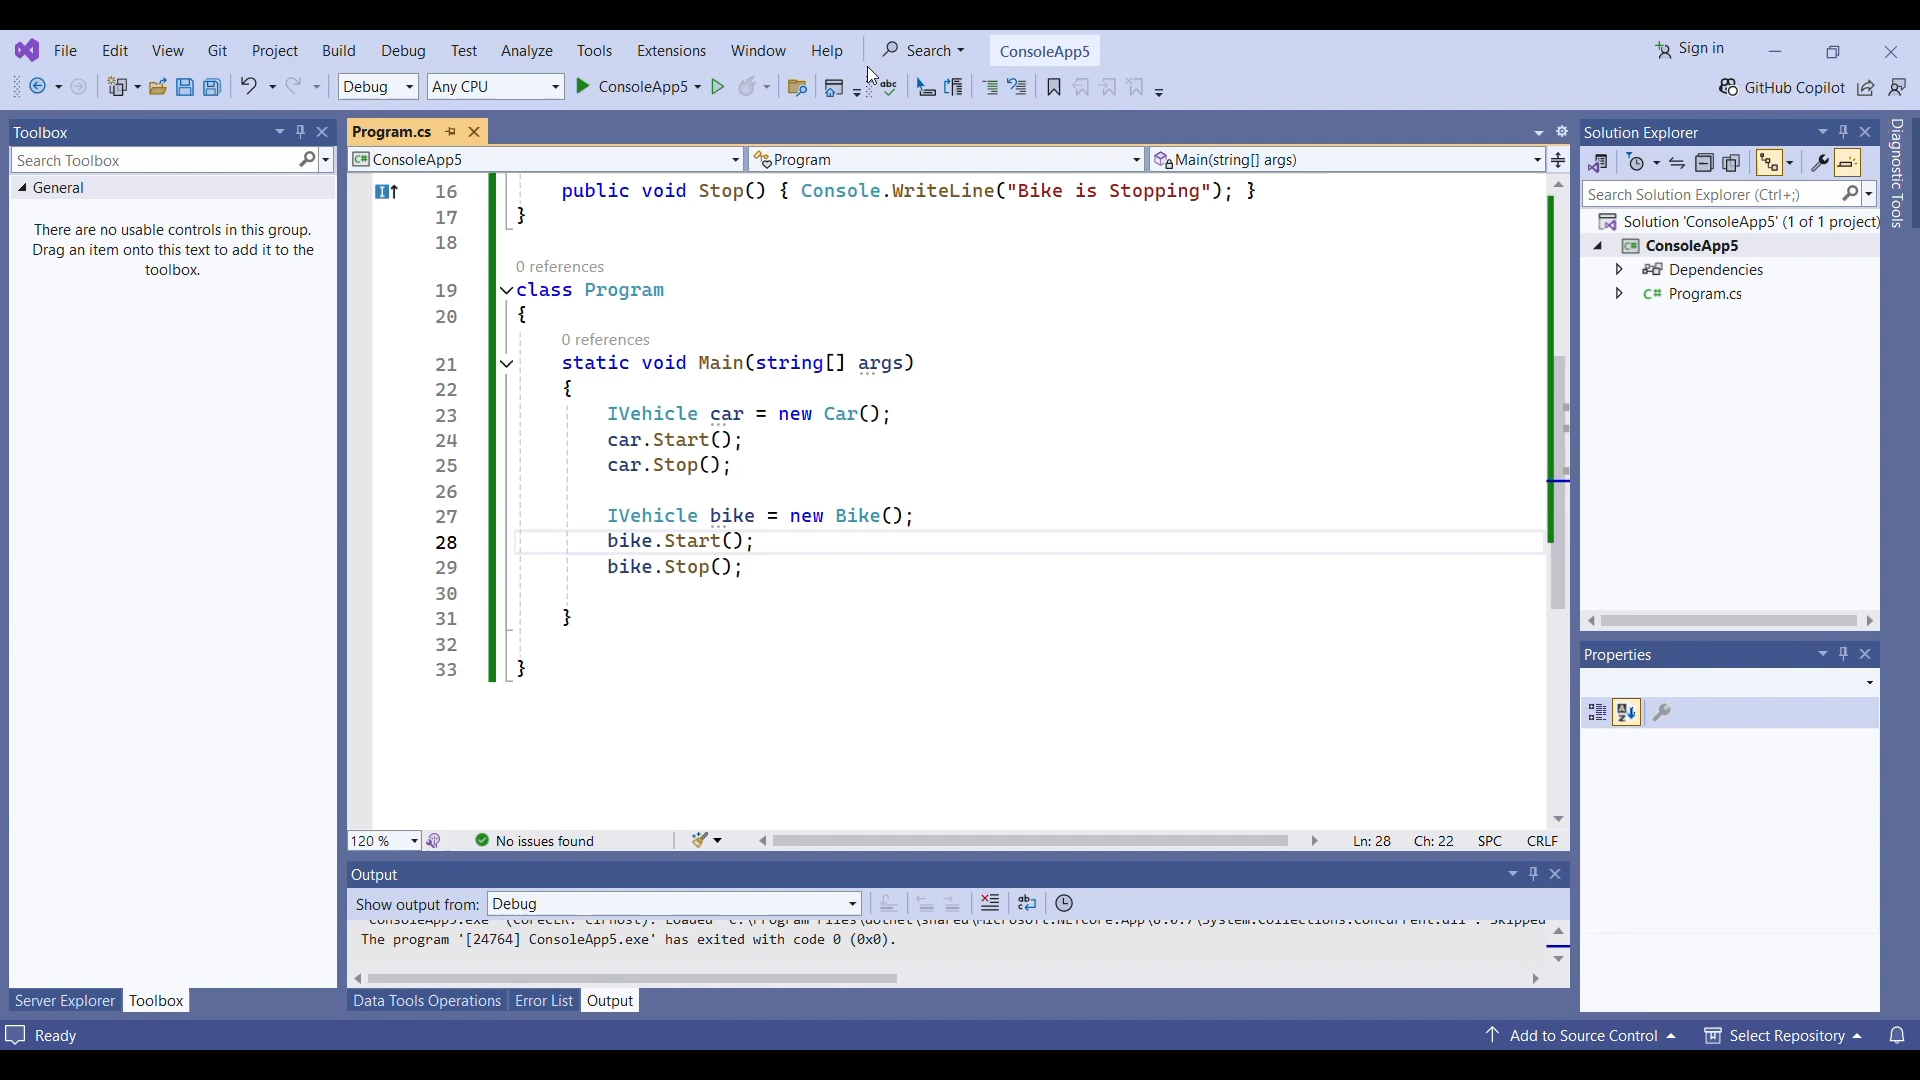 File Edit View Git Project Build Debug Test Analyze Tools Extensions Window Help Search ConsoleApp5 Sign in
Debug Any CPU ConsoleApp5 GitHub Copilot
Toolbox
Search Toolbox
General
There are no usable controls in this group.
Drag an item onto this text to add it to the
toolbox.
Server Explorer Toolbox
Program.cs
ConsoleApp5 Program Main(string[] args)
16 public void Stop() { Console.WriteLine("Bike is Stopping"); }
17 }
18
0 references
19 class Program
20 {
0 references
21 static void Main(string[] args)
22 {
23 IVehicle car = new Car();
24 car.Start();
25 car.Stop();
26
27 IVehicle bike = new Bike();
28 bike.Start();
29 bike.Stop();
30
31 }
32
33 }
120 % No issues found Ln: 28 Ch: 22 SPC CRLF
Output
Show output from: Debug
The program '[24764] ConsoleApp5.exe' has exited with code 0 (0x0).
Data Tools Operations Error List Output
Solution Explorer
Search Solution Explorer (Ctrl+;)
Solution 'ConsoleApp5' (1 of 1 project)
C# ConsoleApp5
Dependencies
C# Program.cs
Properties
Diagnostic Tools
Ready Add to Source Control Select Repository